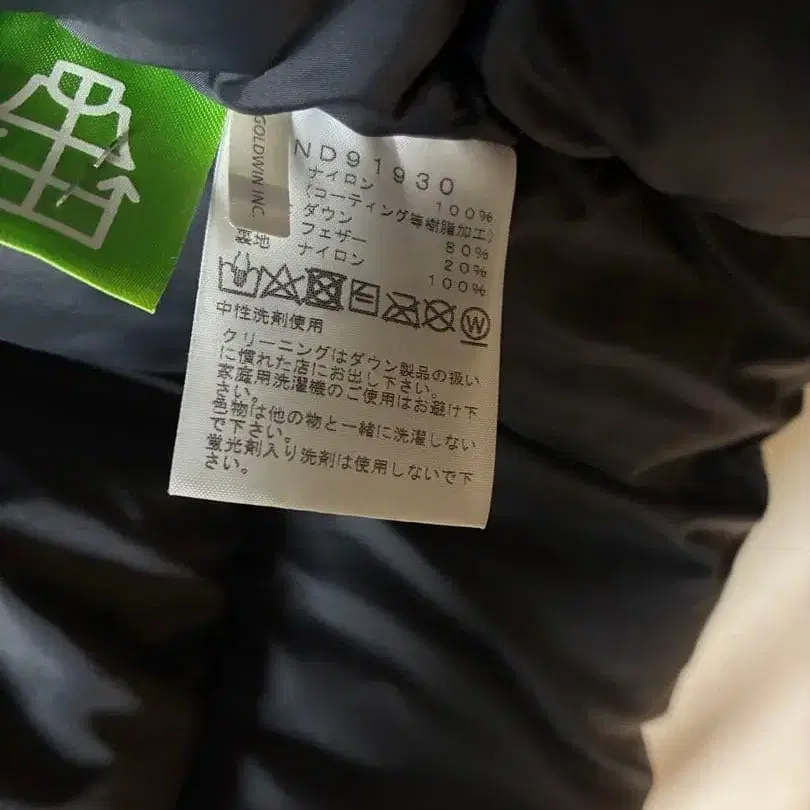 GOLDWIN INC.
ND91930
ナイロン 100%
(コーティング等樹脂加工)
ダウン 80%
フェザー 20%
裏地 ナイロン 100%
W
中性洗剤使用
クリーニングはダウン製品の扱い
に慣れた店にお出し下さい。
家庭用洗濯機のご使用はお避け下
さい。
色物は他の物と一緒に洗濯しない
で下さい。
蛍光剤入り洗剤は使用しないで下
さい。